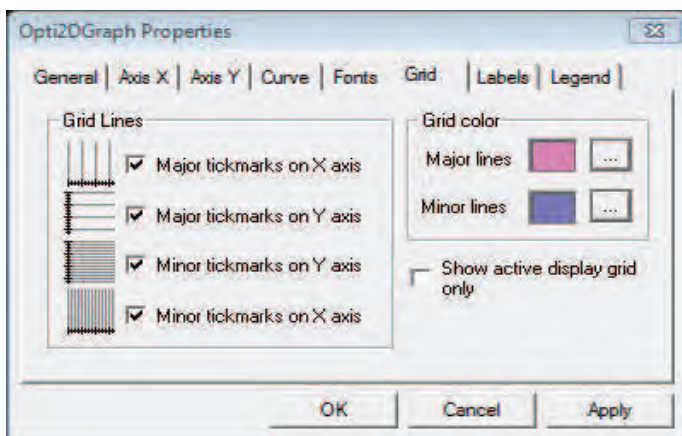 Opti2DGraph Properties
General Axis X Axis Y Curve Fonts Grid Labels Legend
Grid Lines
Major tickmarks on X axis
Major tickmarks on Y axis
Minor tickmarks on Y axis
Minor tickmarks on X axis
Grid color
Major lines ...
Minor lines ...
Show active display grid
only
OK Cancel Apply